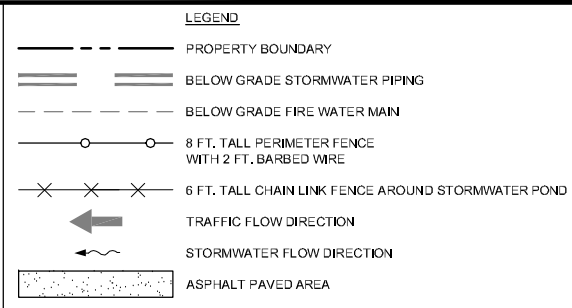 LEGEND
PROPERTY BOUNDARY
BELOW GRADE STORMWATER PIPING
BELOW GRADE FIRE WATER MAIN
8 FT. TALL PERIMETER FENCE
WITH 2 FT. BARBED WIRE
6 FT. TALL CHAIN LINK FENCE AROUND STORMWATER POND
TRAFFIC FLOW DIRECTION
STORMWATER FLOW DIRECTION
ASPHALT PAVED AREA